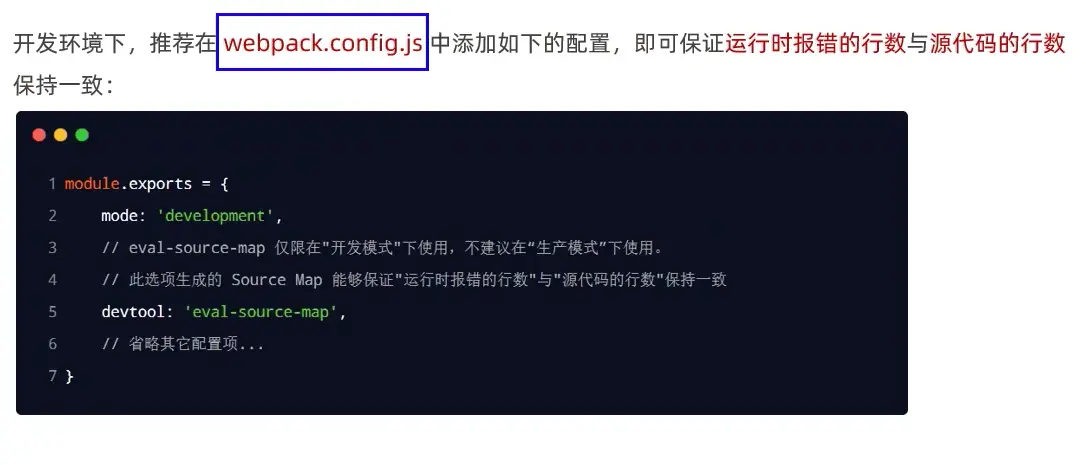 开发环境下，推荐在 webpack.config.js 中添加如下的配置，即可保证运行时报错的行数与源代码的行数
保持一致：
1 module.exports = {
2     mode: 'development',
3     // eval-source-map 仅限在"开发模式"下使用，不建议在“生产模式”下使用。
4     // 此选项生成的 Source Map 能够保证"运行时报错的行数"与"源代码的行数"保持一致
5     devtool: 'eval-source-map',
6     // 省略其它配置项...
7 }